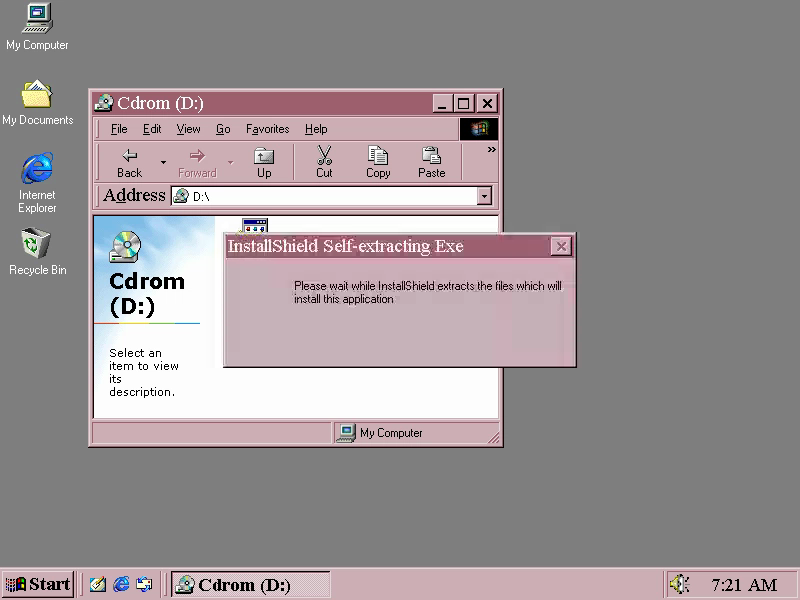 My Computer
My Documents
Internet
Explorer
Recycle Bin
Cdrom (D:)
File Edit View Go Favorites Help
Back Forward Up Cut Copy Paste »
Address D:\
Cdrom
(D:)
Select an
item to view
its
description.
InstallShield Self-extracting Exe
Please wait while InstallShield extracts the files which will
install this application
My Computer
Start Cdrom (D:) 7:21 AM